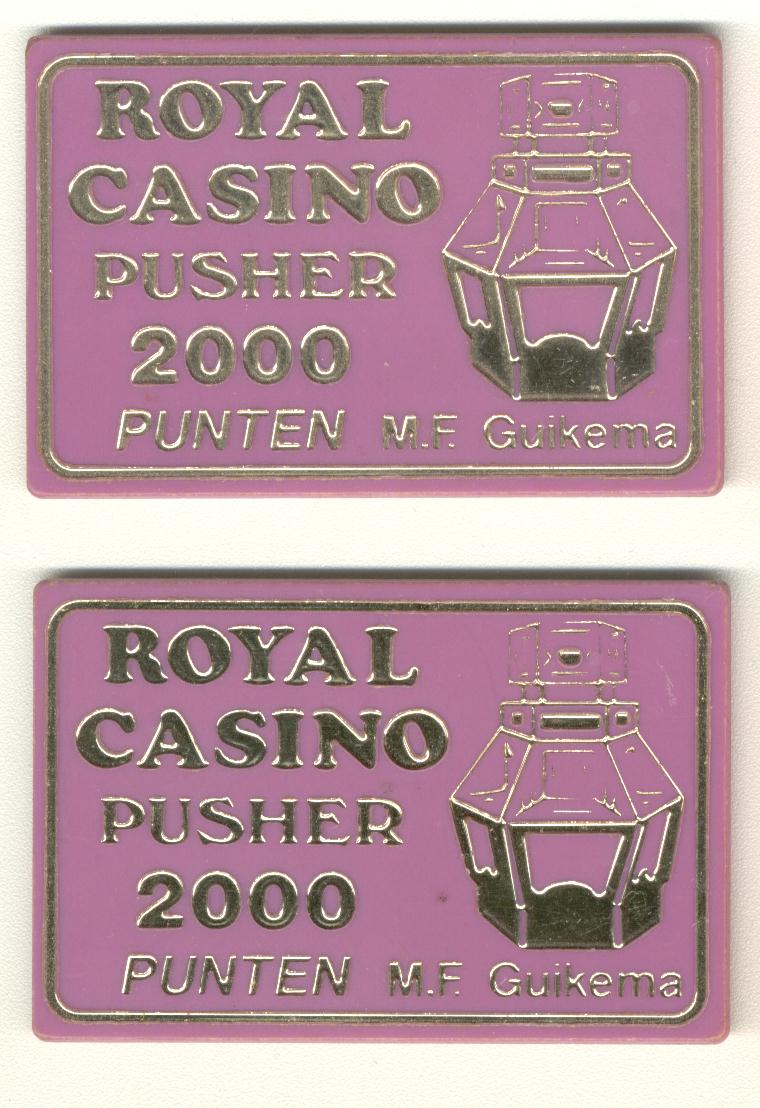 ROYAL
CASINO
PUSHER
2000
PUNTEN M.F. Guikema
ROYAL
CASINO
PUSHER
2000
PUNTEN M.F. Guikema